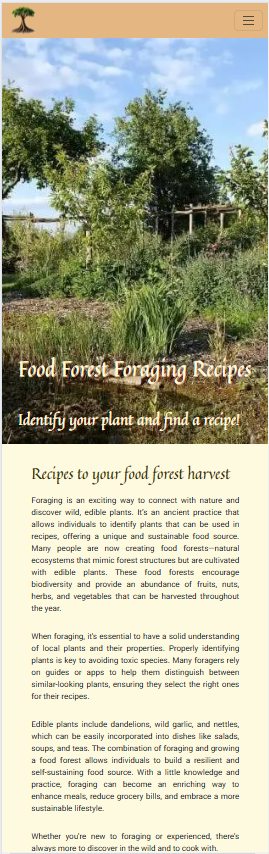 Food Forest Foraging Recipes
Identify your plant and find a recipe!
Recipes to your food forest harvest
Foraging is an exciting way to connect with nature and
discover wild, edible plants. It's an ancient practice that
allows individuals to identify plants that can be used in
recipes, offering a unique and sustainable food source.
Many people are now creating food forests—natural
ecosystems that mimic forest structures but are cultivated
with edible plants. These food forests encourage
biodiversity and provide an abundance of fruits, nuts,
herbs, and vegetables that can be harvested throughout
the year.
When foraging, it's essential to have a solid understanding
of local plants and their properties. Properly identifying
plants is key to avoiding toxic species. Many foragers rely
on guides or apps to help them distinguish between
similar-looking plants, ensuring they select the right ones
for their recipes.
Edible plants include dandelions, wild garlic, and nettles,
which can be easily incorporated into dishes like salads,
soups, and teas. The combination of foraging and growing
a food forest allows individuals to build a resilient and
self-sustaining food source. With a little knowledge and
practice, foraging can become an enriching way to
enhance meals, reduce grocery bills, and embrace a more
sustainable lifestyle.
Whether you're new to foraging or experienced, there's
always more to discover in the wild and to cook with.